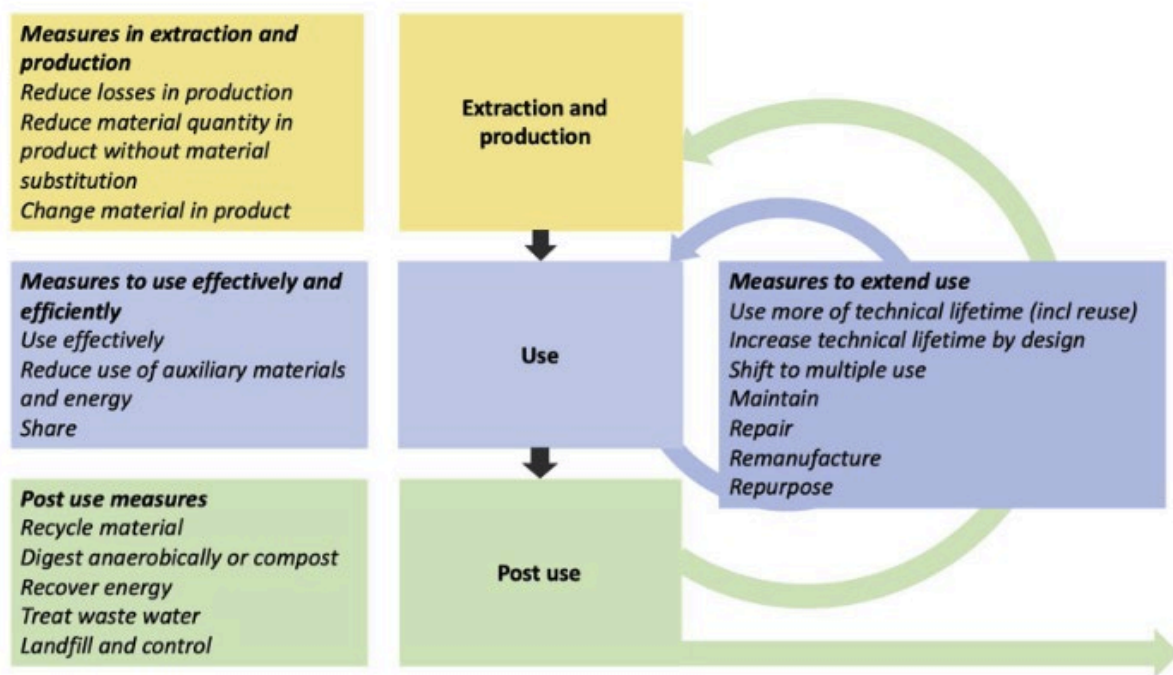 Measures in extraction and
production
Reduce losses in production
Reduce material quantity in
product without material
substitution
Change material in product
Extraction and
production
Measures to use effectively and
efficiently
Use effectively
Reduce use of auxiliary materials
and energy
Share
Use
Measures to extend use
Use more of technical lifetime (incl reuse)
Increase technical lifetime by design
Shift to multiple use
Maintain
Repair
Remanufacture
Repurpose
Post use measures
Recycle material
Digest anaerobically or compost
Recover energy
Treat waste water
Landfill and control
Post use